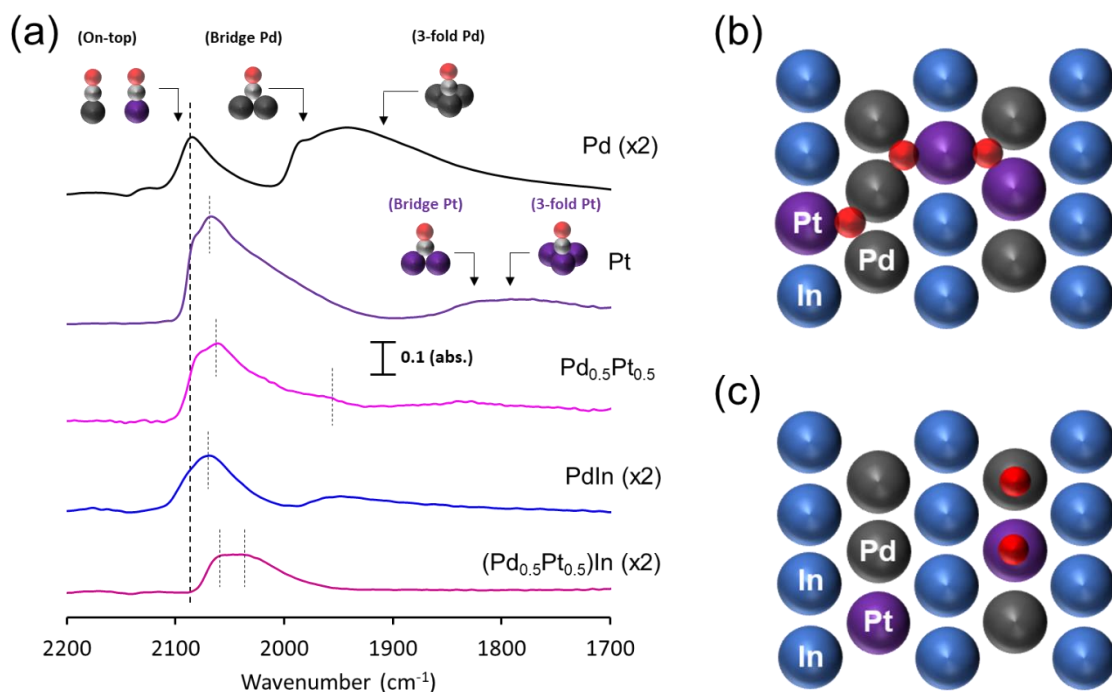 (a)
(On-top)
(Bridge Pd)
(3-fold Pd)
Pd (x2)
(Bridge Pt)
(3-fold Pt)
Pt
0.1 (abs.)
Pd0.5Pt0.5
PdIn (x2)
(Pd0.5Pt0.5)In (x2)
2200 2100 2000 1900 1800 1700
Wavenumber (cm-1)
(b)
Pt
Pd
In
(c)
Pd
In
Pt
In